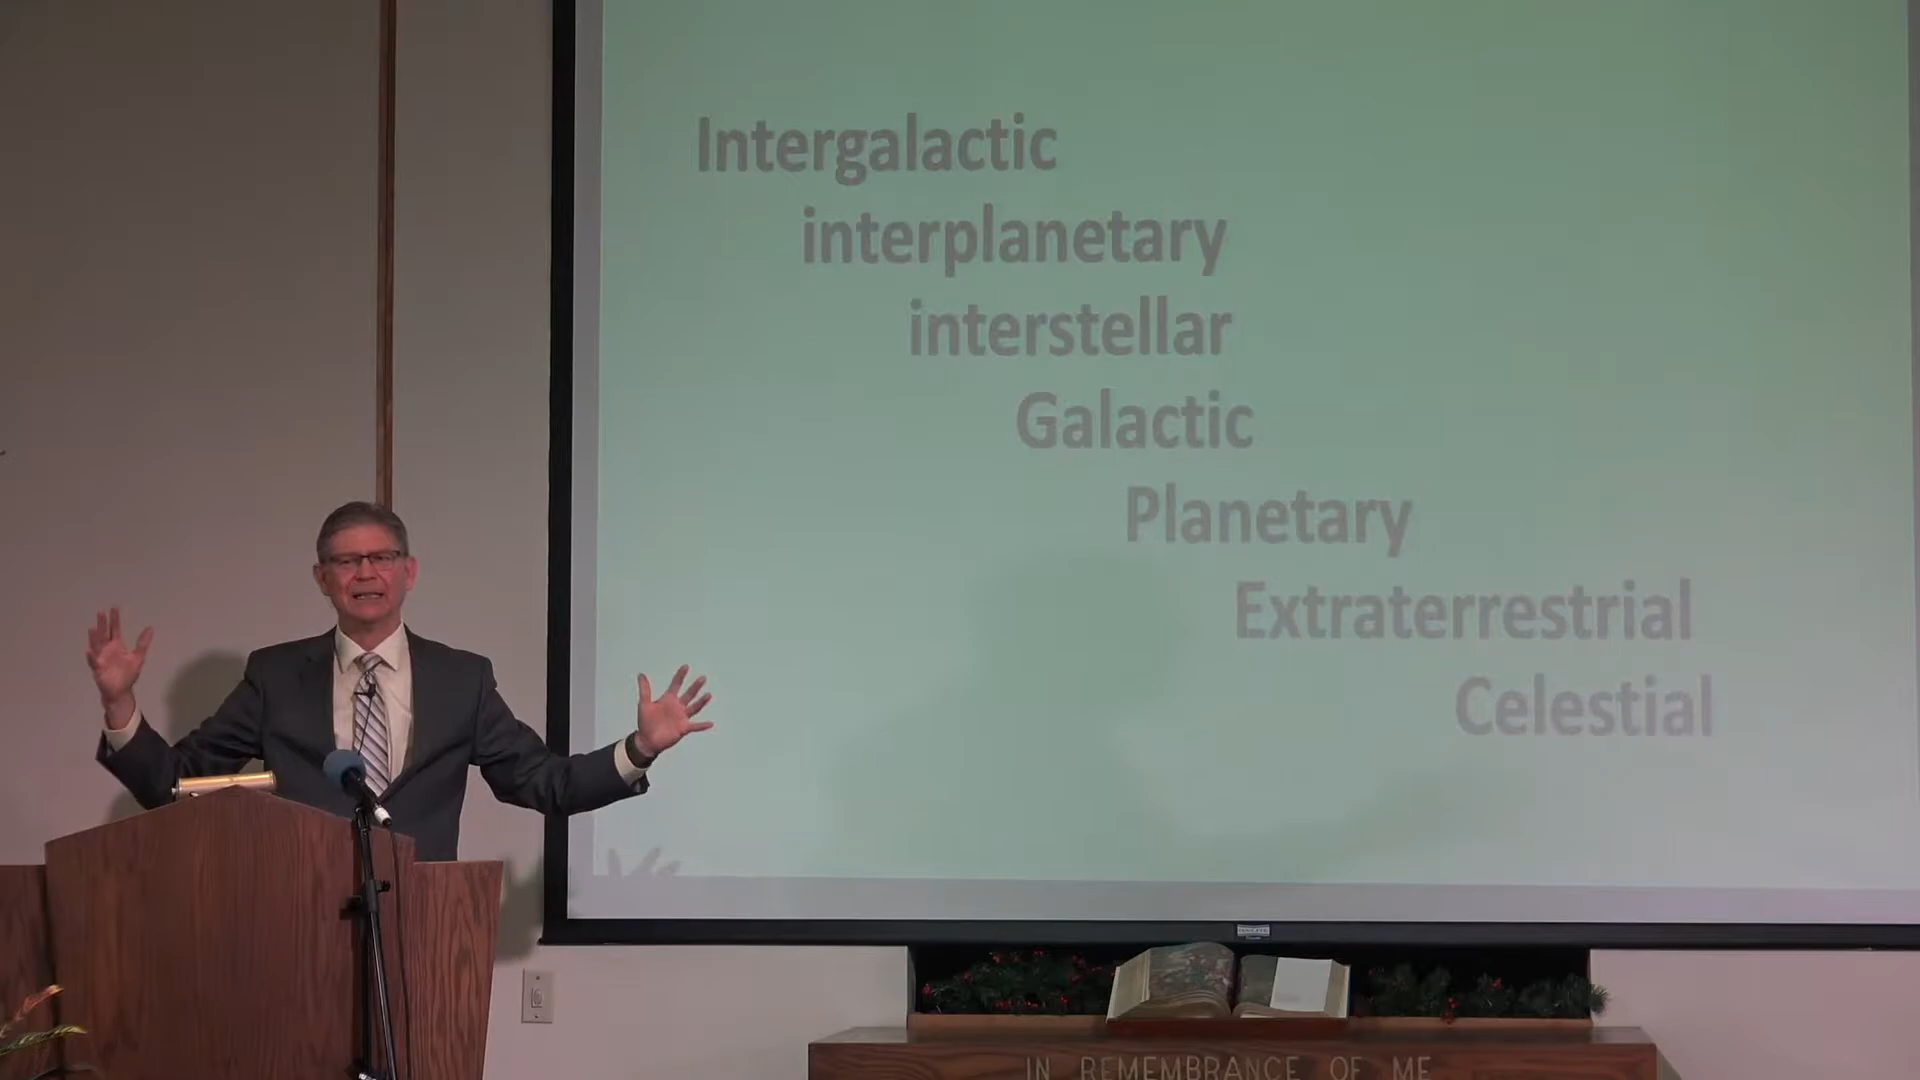 Intergalactic
interplanetary
interstellar
Galactic
Planetary
Extraterrestrial
Celestial
IN REMEMBRANCE OF ME